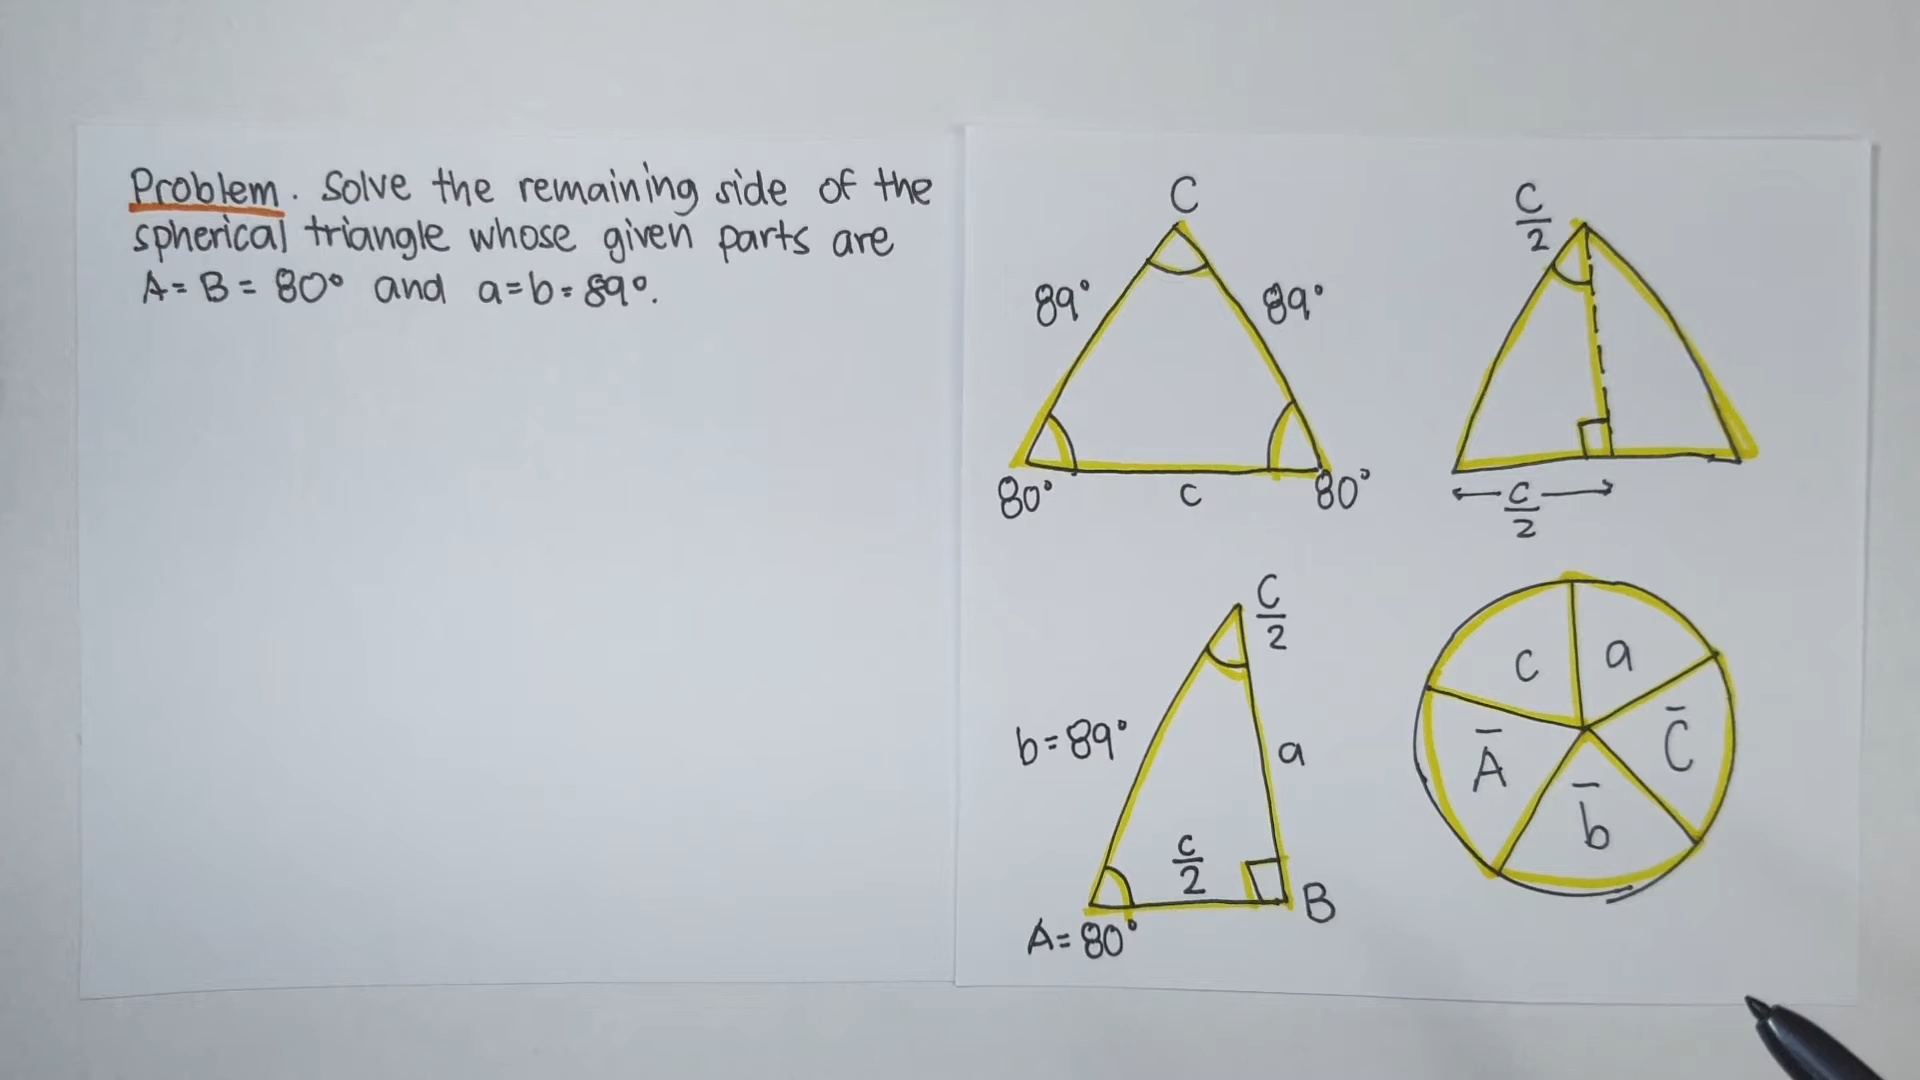 Problem. Solve the remaining side of the
spherical triangle whose given parts are
A = B = 80° and a = b = 89°.
C
89°
89°
80°
c
80°
C/2
c/2
C/2
b = 89°
a
c/2
B
A = 80°
c
a
A̅
C̅
b̅